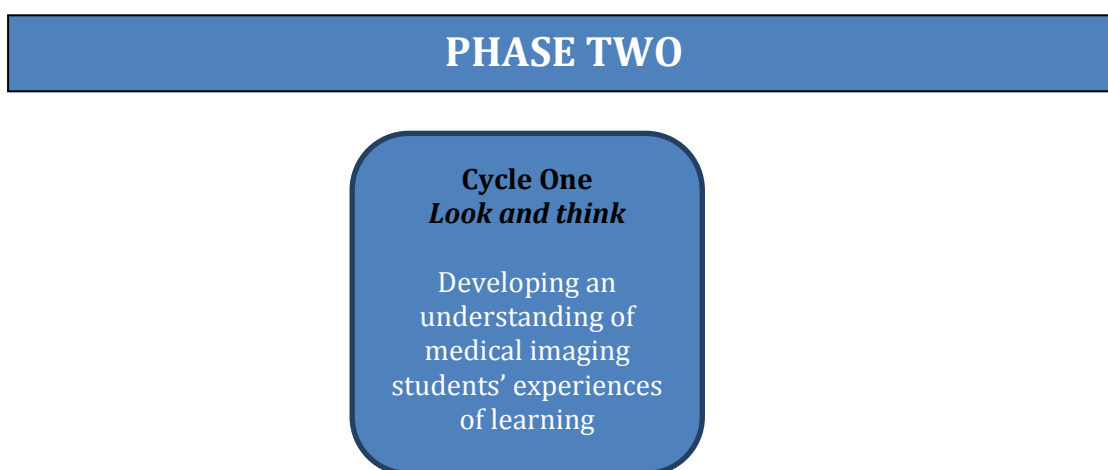 PHASE TWO
Cycle One
Look and think
Developing an
understanding of
medical imaging
students’ experiences
of learning